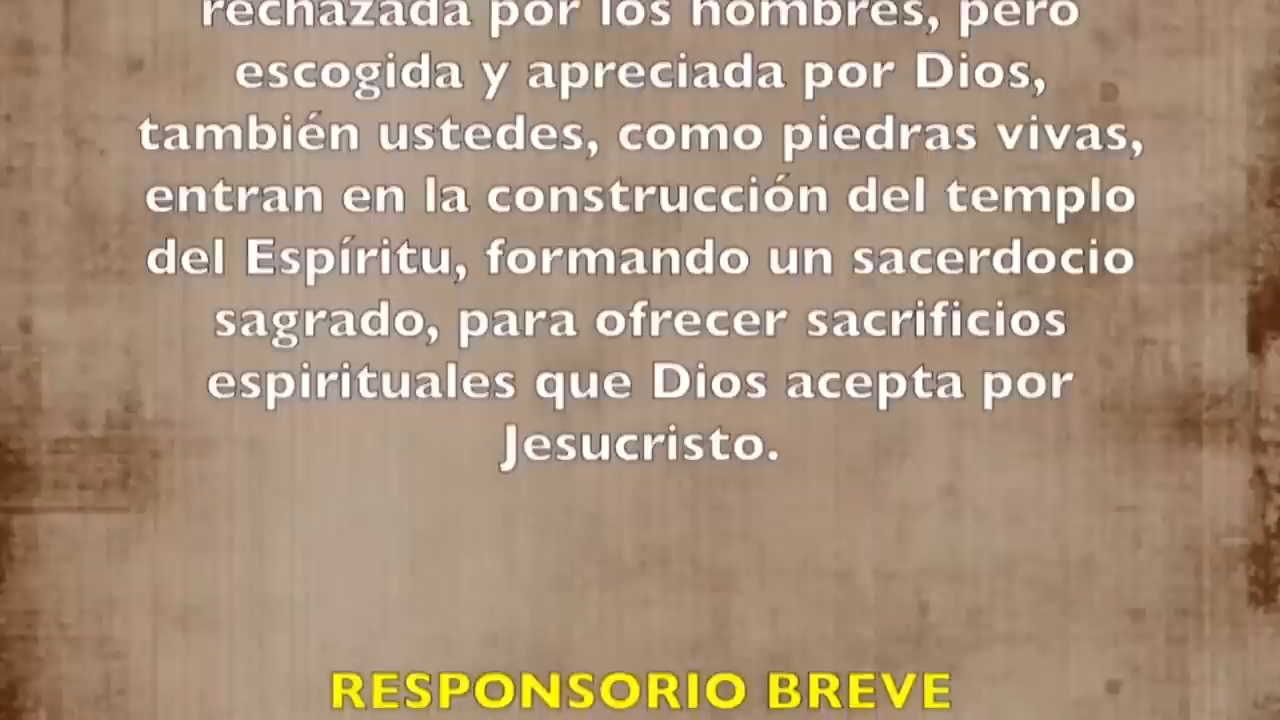 rechazada por los hombres, pero
escogida y apreciada por Dios,
también ustedes, como piedras vivas,
entran en la construcción del templo
del Espíritu, formando un sacerdocio
sagrado, para ofrecer sacrificios
espirituales que Dios acepta por
Jesucristo.
RESPONSORIO BREVE